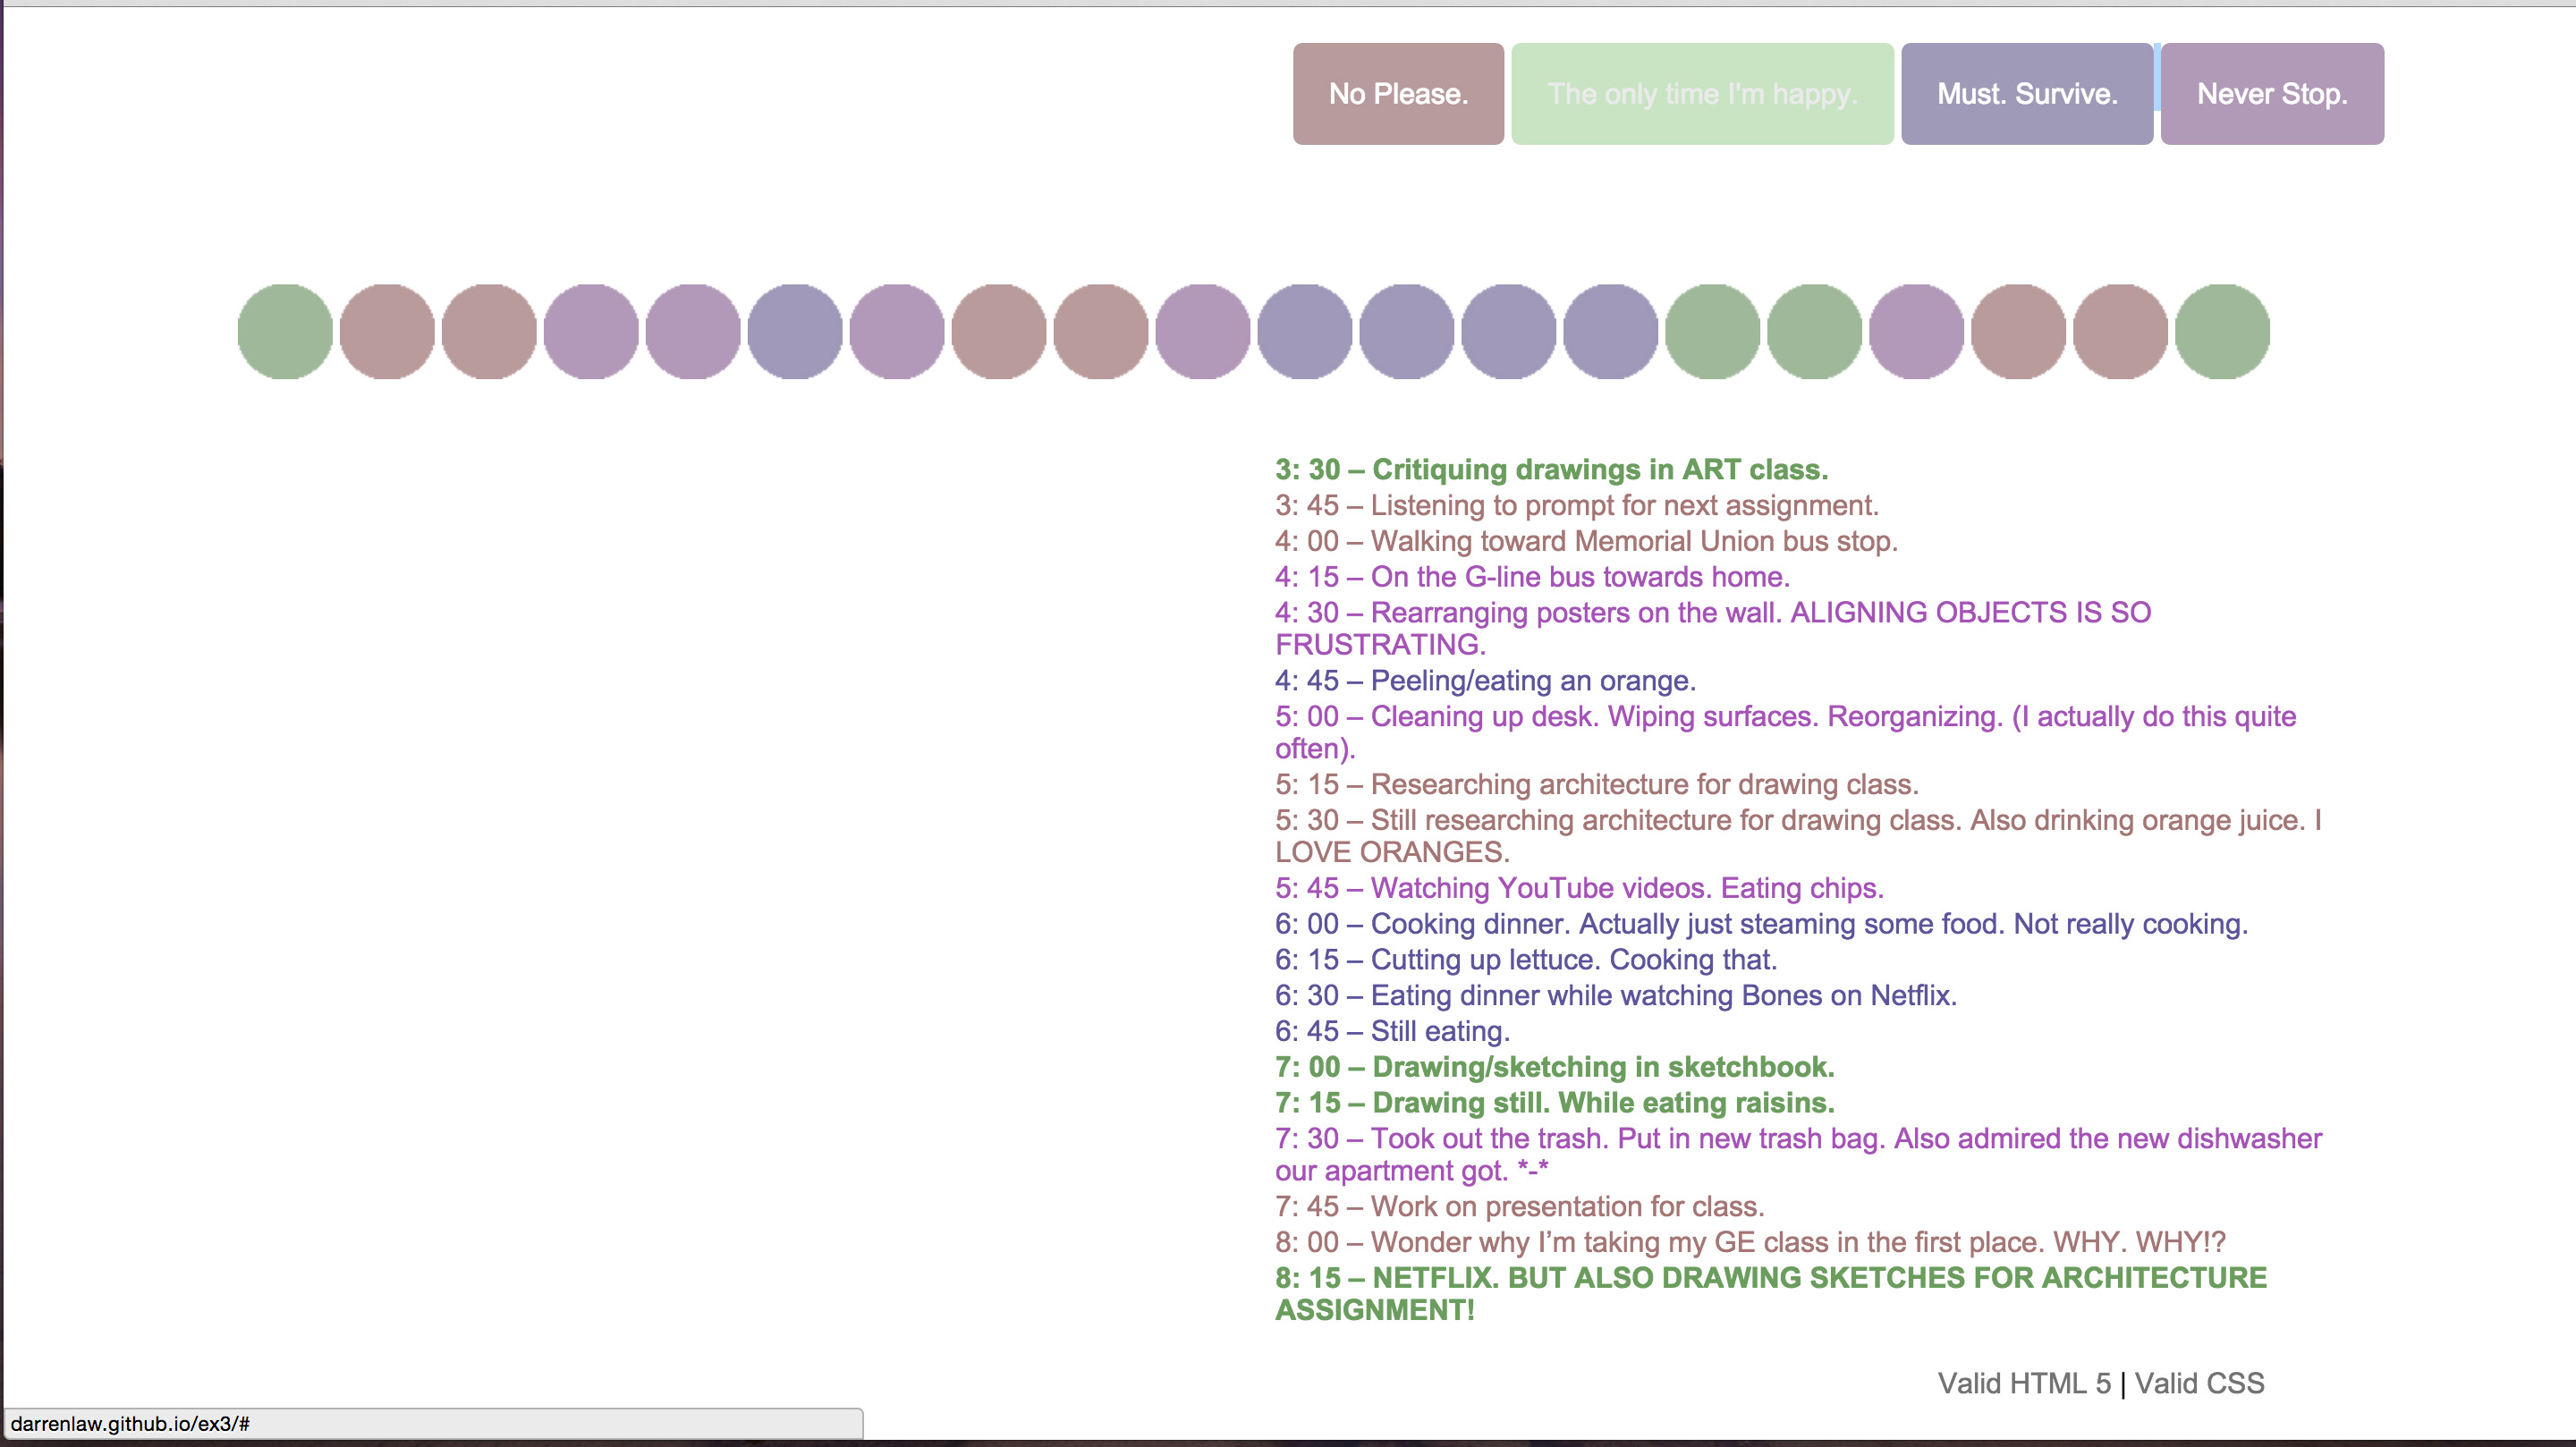 No Please.
The only time I'm happy.
Must. Survive.
Never Stop.
3: 30 – Critiquing drawings in ART class.
3: 45 – Listening to prompt for next assignment.
4: 00 – Walking toward Memorial Union bus stop.
4: 15 – On the G-line bus towards home.
4: 30 – Rearranging posters on the wall. ALIGNING OBJECTS IS SO
FRUSTRATING.
4: 45 – Peeling/eating an orange.
5: 00 – Cleaning up desk. Wiping surfaces. Reorganizing. (I actually do this quite
often).
5: 15 – Researching architecture for drawing class.
5: 30 – Still researching architecture for drawing class. Also drinking orange juice. I
LOVE ORANGES.
5: 45 – Watching YouTube videos. Eating chips.
6: 00 – Cooking dinner. Actually just steaming some food. Not really cooking.
6: 15 – Cutting up lettuce. Cooking that.
6: 30 – Eating dinner while watching Bones on Netflix.
6: 45 – Still eating.
7: 00 – Drawing/sketching in sketchbook.
7: 15 – Drawing still. While eating raisins.
7: 30 – Took out the trash. Put in new trash bag. Also admired the new dishwasher
our apartment got. *-*
7: 45 – Work on presentation for class.
8: 00 – Wonder why I’m taking my GE class in the first place. WHY. WHY!?
8: 15 – NETFLIX. BUT ALSO DRAWING SKETCHES FOR ARCHITECTURE
ASSIGNMENT!
Valid HTML 5 | Valid CSS
darrenlaw.github.io/ex3/#